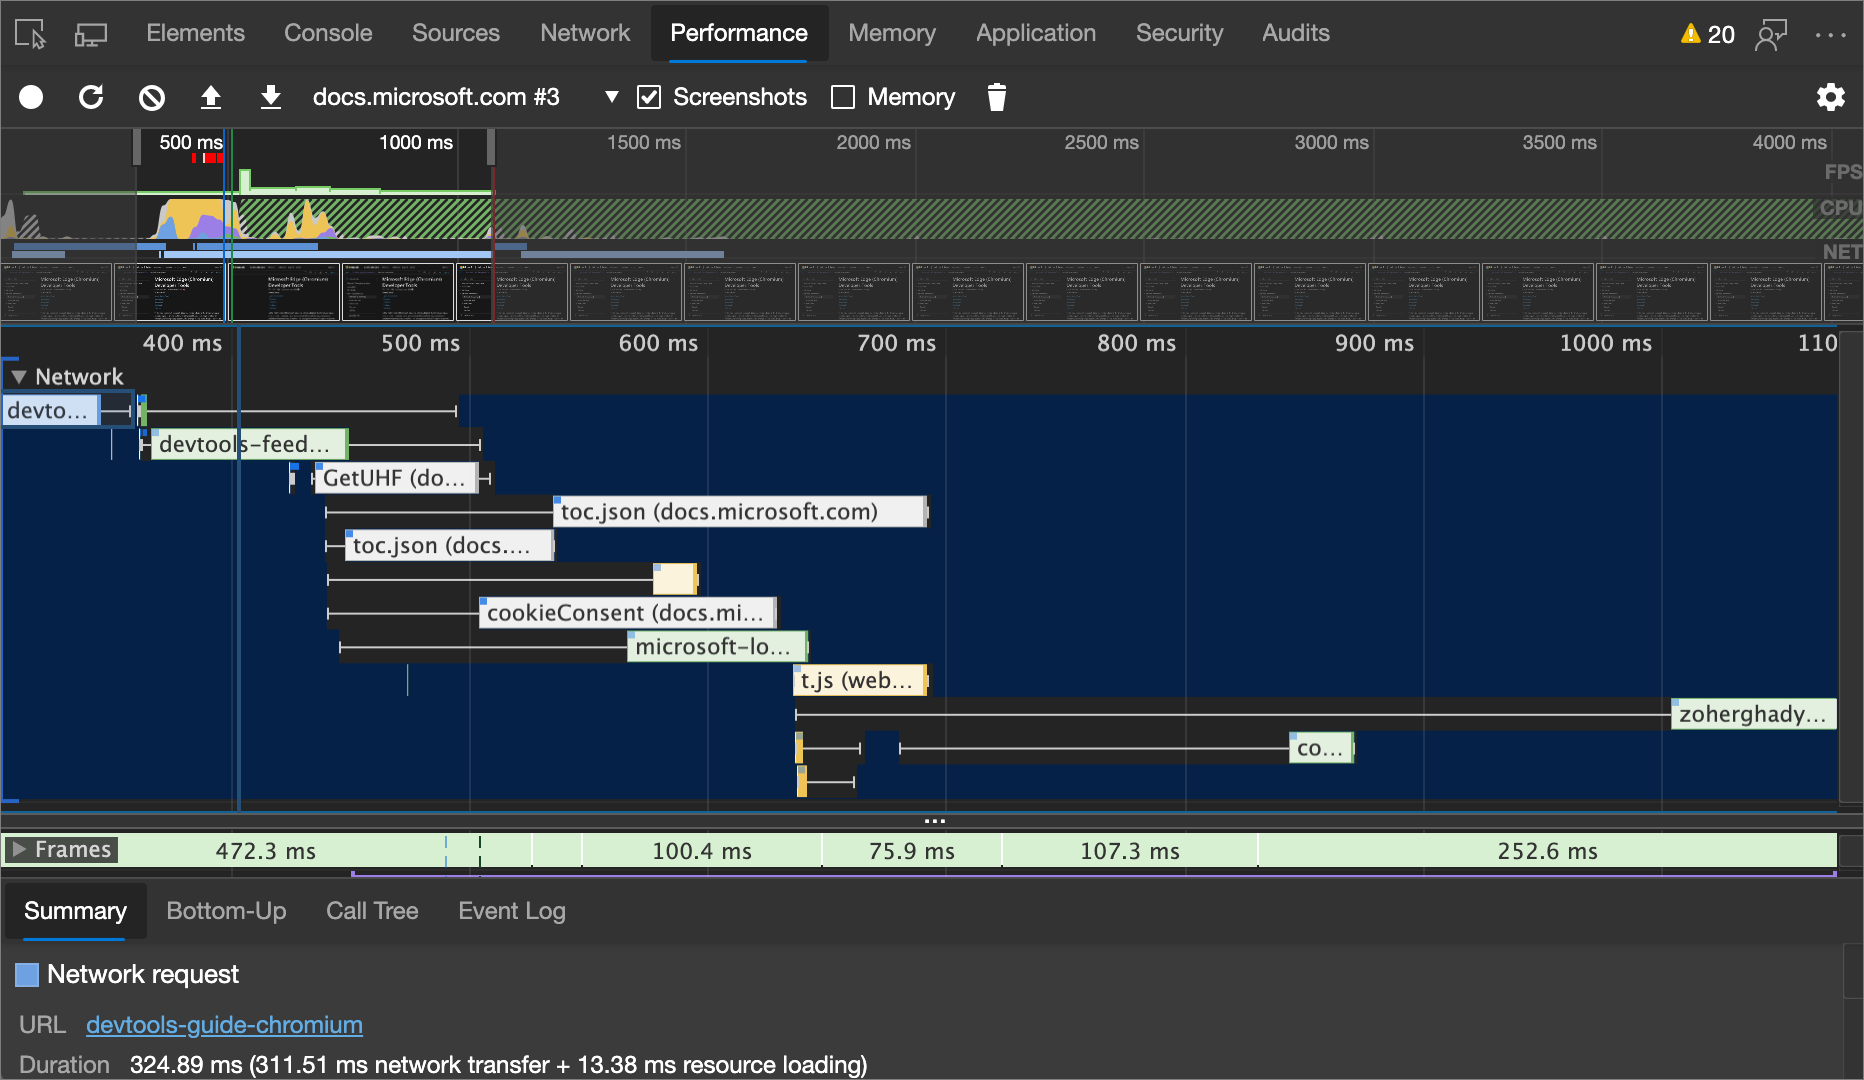 Elements Console Sources Network Performance Memory Application Security Audits 20
docs.microsoft.com #3 Screenshots Memory
500 ms 1000 ms 1500 ms 2000 ms 2500 ms 3000 ms 3500 ms 4000 ms
FPS
CPU
NET
400 ms 500 ms 600 ms 700 ms 800 ms 900 ms 1000 ms 110
Network
devto...
devtools-feed...
GetUHF (do...
toc.json (docs.microsoft.com)
toc.json (docs....
cookieConsent (docs.mi...
microsoft-lo...
t.js (web...
zoherghady...
co...
Frames 472.3 ms 100.4 ms 75.9 ms 107.3 ms 252.6 ms
Summary Bottom-Up Call Tree Event Log
Network request
URL devtools-guide-chromium
Duration 324.89 ms (311.51 ms network transfer + 13.38 ms resource loading)